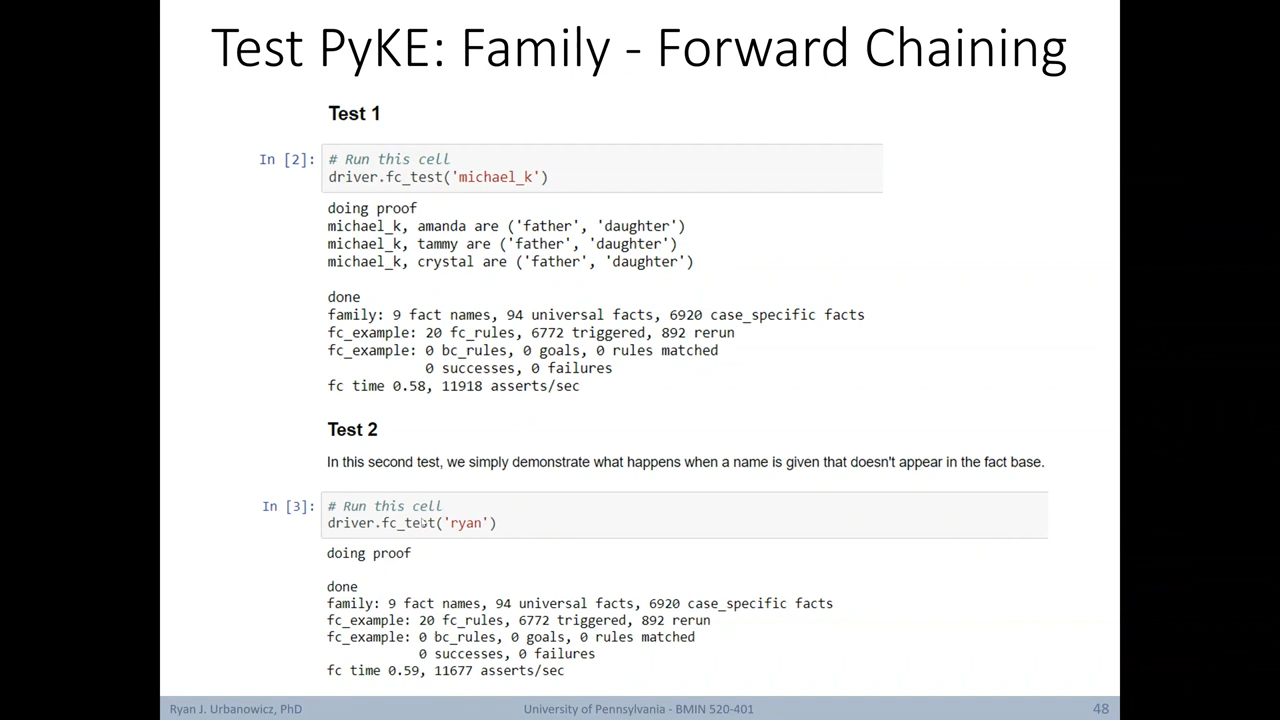 Test PyKE: Family - Forward Chaining
Test 1
In [2]:
# Run this cell
driver.fc_test('michael_k')
doing proof
michael_k, amanda are ('father', 'daughter')
michael_k, tammy are ('father', 'daughter')
michael_k, crystal are ('father', 'daughter')
done
family: 9 fact names, 94 universal facts, 6920 case_specific facts
fc_example: 20 fc_rules, 6772 triggered, 892 rerun
fc_example: 0 bc_rules, 0 goals, 0 rules matched
0 successes, 0 failures
fc time 0.58, 11918 asserts/sec
Test 2
In this second test, we simply demonstrate what happens when a name is given that doesn't appear in the fact base.
In [3]:
# Run this cell
driver.fc_test('ryan')
doing proof
done
family: 9 fact names, 94 universal facts, 6920 case_specific facts
fc_example: 20 fc_rules, 6772 triggered, 892 rerun
fc_example: 0 bc_rules, 0 goals, 0 rules matched
0 successes, 0 failures
fc time 0.59, 11677 asserts/sec
Ryan J. Urbanowicz, PhD
University of Pennsylvania - BMIN 520-401
48